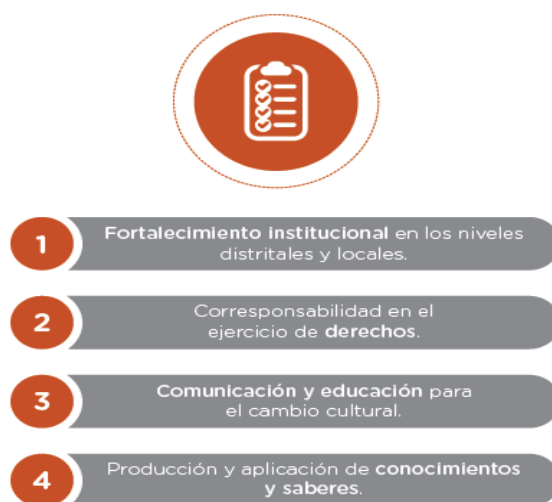 1
Fortalecimiento institucional en los niveles
distritales y locales.
2
Corresponsabilidad en el
ejercicio de derechos.
3
Comunicación y educación para
el cambio cultural.
4
Producción y aplicación de conocimientos
y saberes.